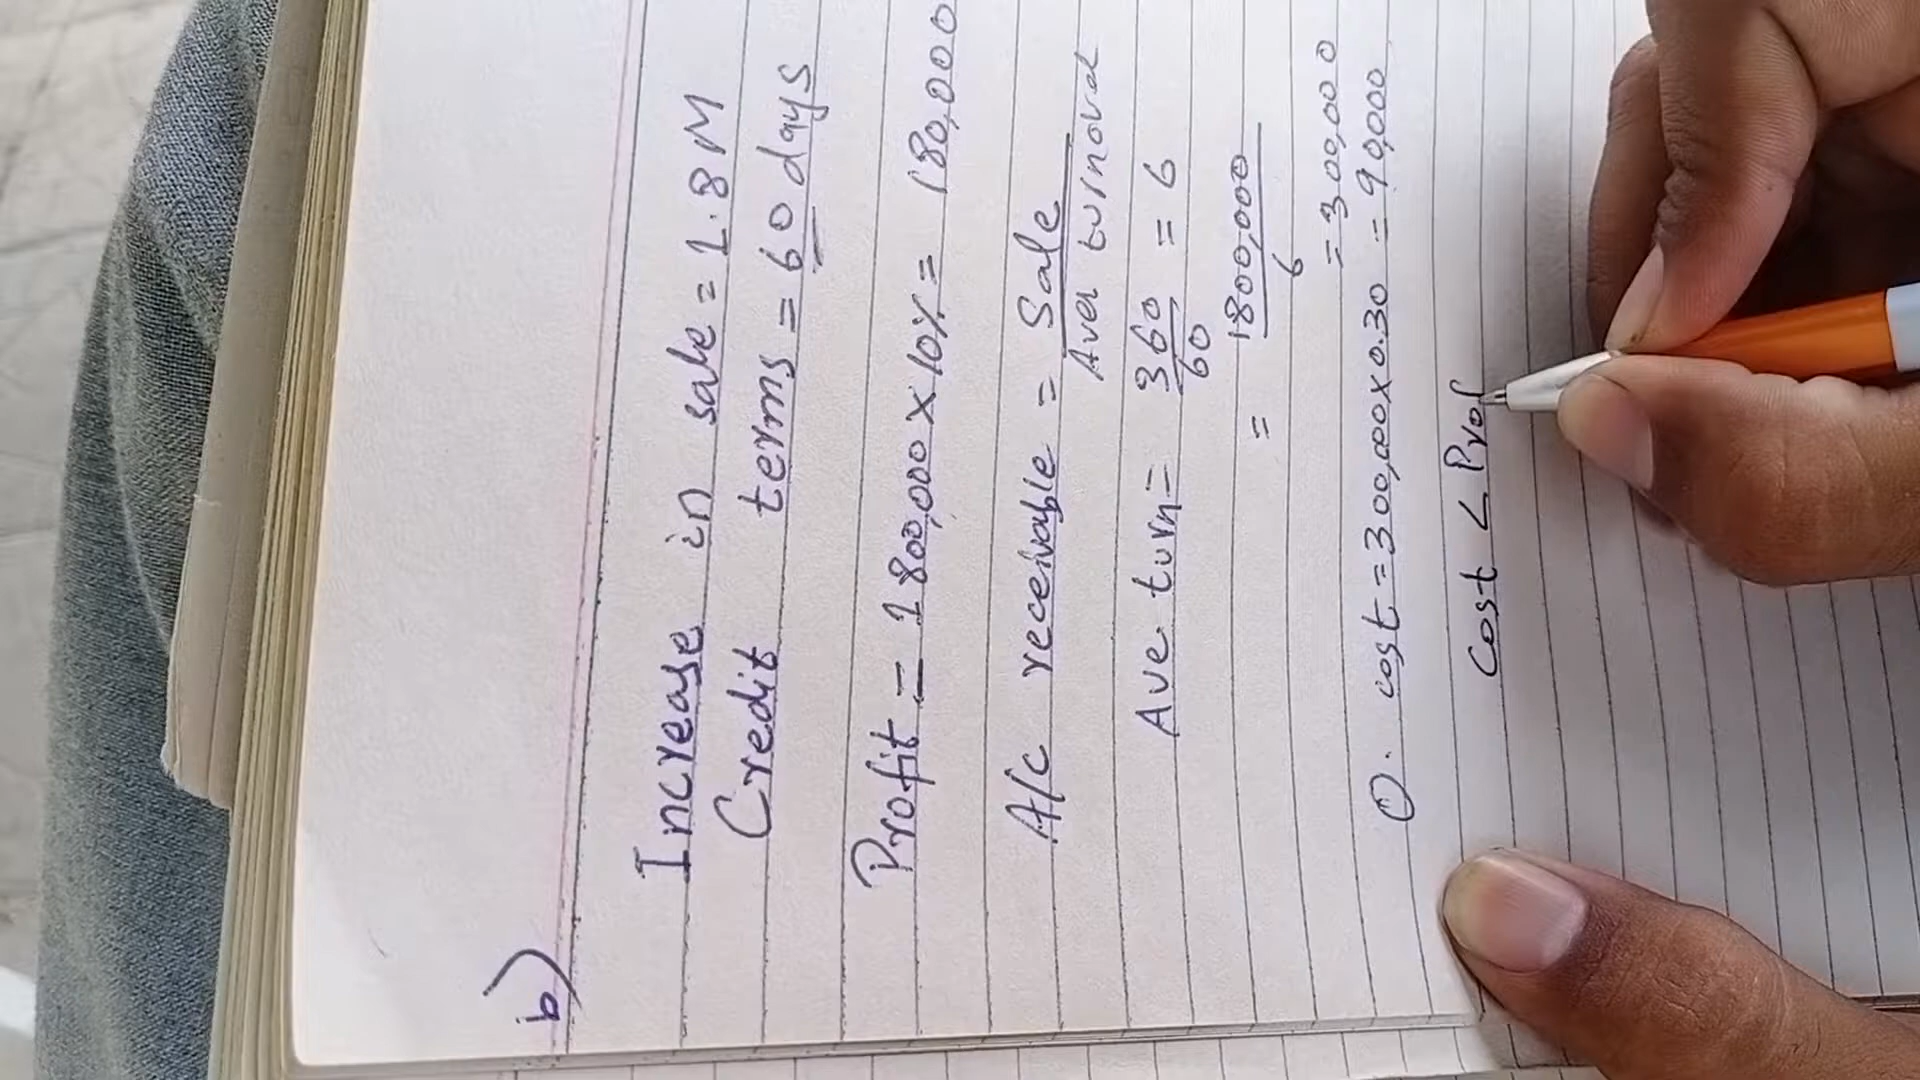 b)
Increase in sale = 1.8M
Credit terms = 60 days
Profit = 1800,000 × 10% = 180,000
A/c receivable = Sale
Aver turnover
Ave turn = 360 = 6
60
= 1800,000
6
= 300,000
O. cost = 300,000 × 0.30 = 90,000
Cost < Prof